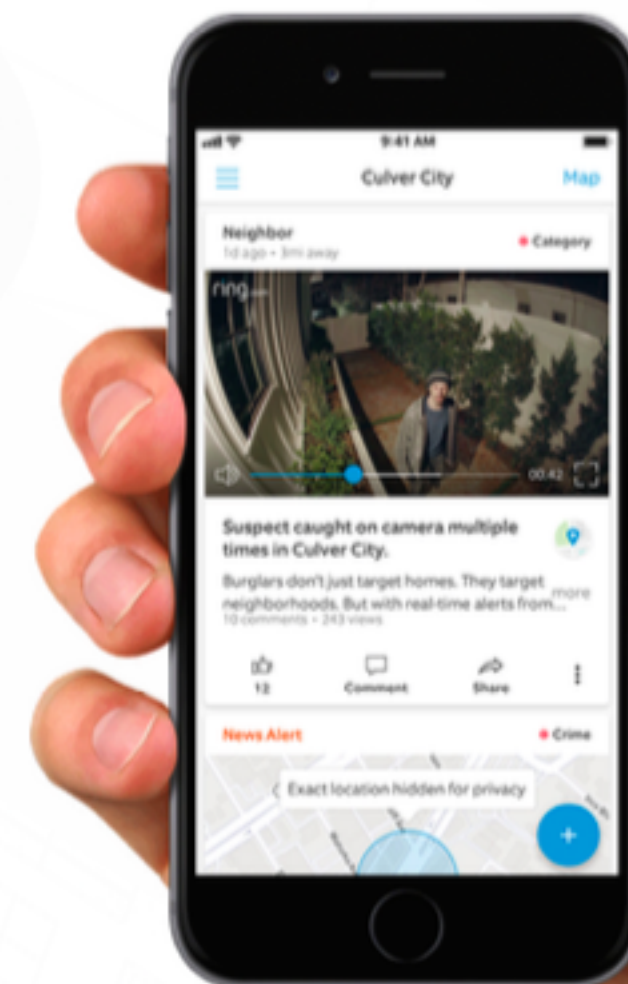 9:41 AM
Culver City
Map
Neighbor
1d ago • 3mi away
Category
ring
00:42
Suspect caught on camera multiple
times in Culver City.
Burglars don't just target homes. They target
neighborhoods. But with real-time alerts from...
more
10 comments • 243 views
12
Comment
Share
News Alert
Crime
Exact location hidden for privacy